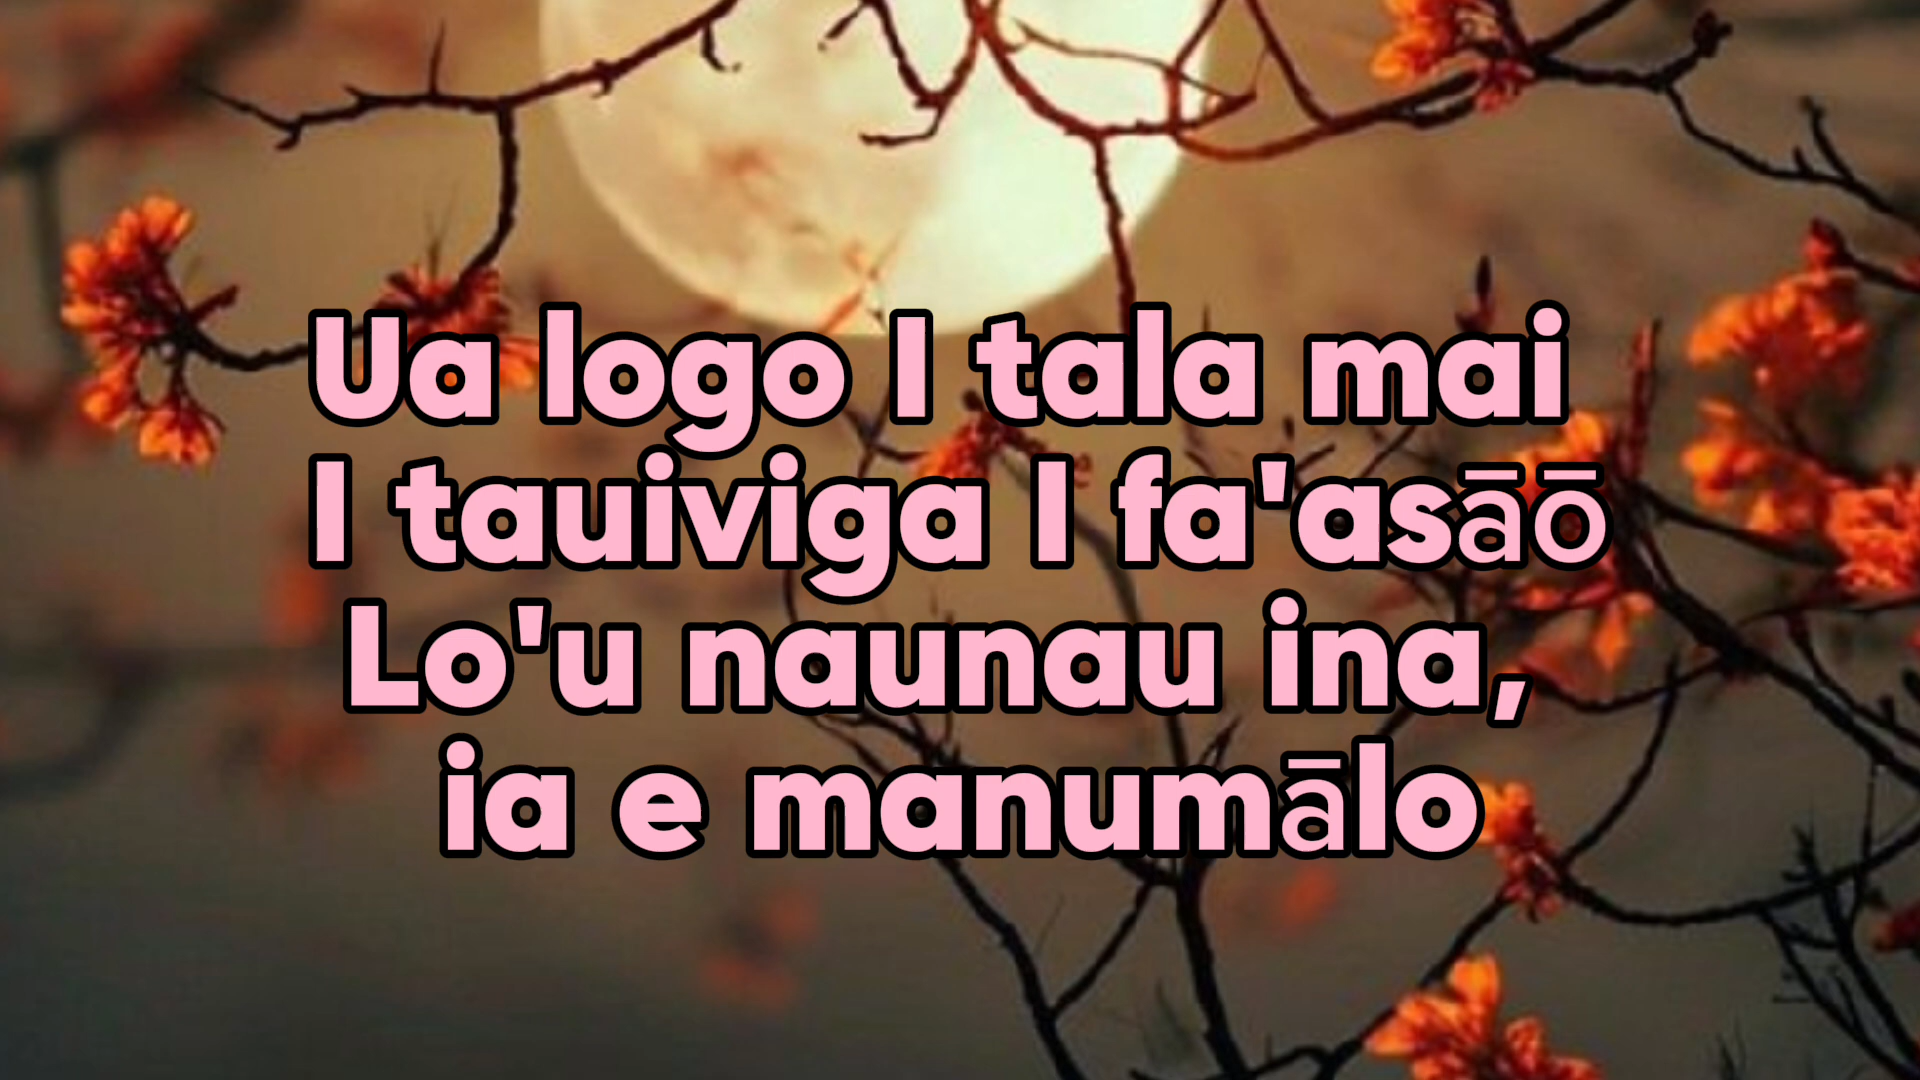 Ua logo I tala mai
I tauiviga I fa'asāō
Lo'u naunau ina,
ia e manumālo